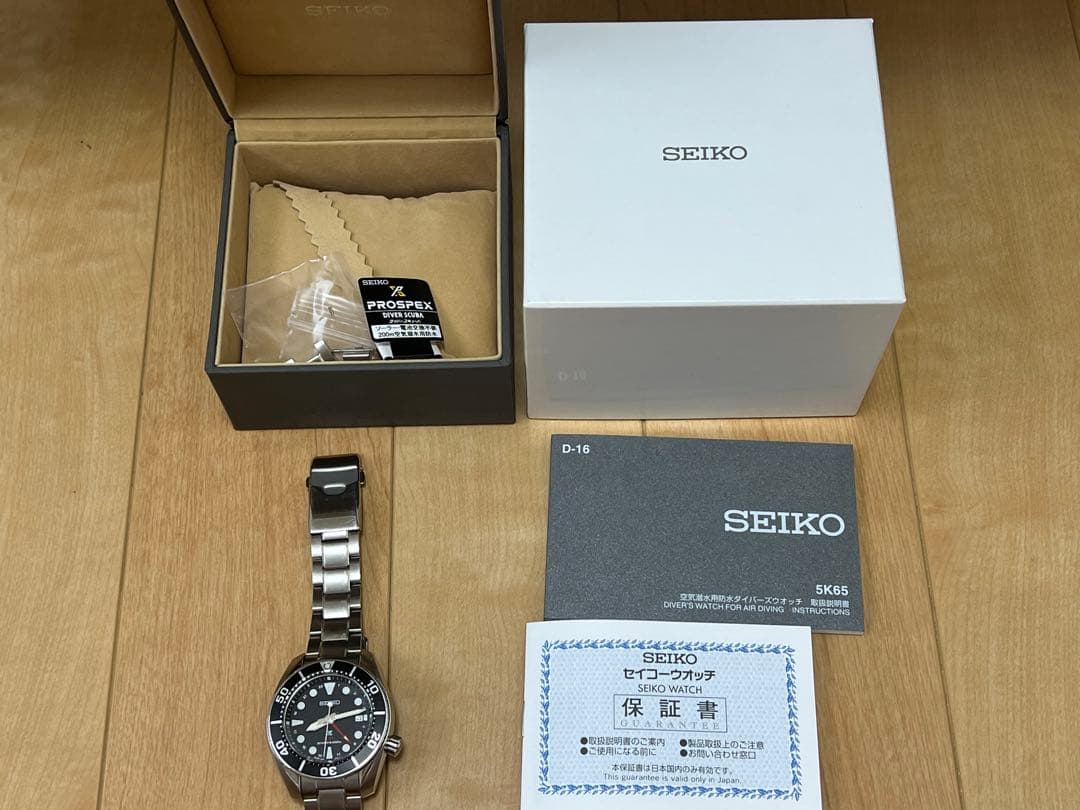 SEIKO
SEIKO
SEIKO
PROSPEX
DIVER SCUBA
ソーラー・電池交換不要
200m空気潜水用防水
D-16
SEIKO
5K65
空気潜水用防水ダイバーズウオッチ 取扱説明書
DIVER'S WATCH FOR AIR DIVING INSTRUCTIONS
SEIKO
セイコーウオッチ
SEIKO WATCH
保証書
GUARANTEE
●取扱説明書のご案内 ●製品取扱上のご注意
●ご使用になる前に ●お問い合わせ窓口
本保証書は日本国内のみ有効です。
This guarantee is valid only in Japan.
SEIKO
50
40
30
20
10